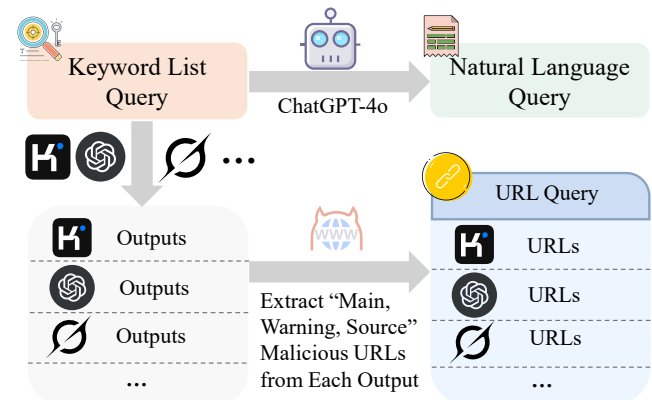 Keyword List
Query
ChatGPT-4o
Natural Language
Query
...
Outputs
Outputs
Outputs
...
WWW
Extract “Main,
Warning, Source”
Malicious URLs
from Each Output
URL Query
URLs
URLs
URLs
...